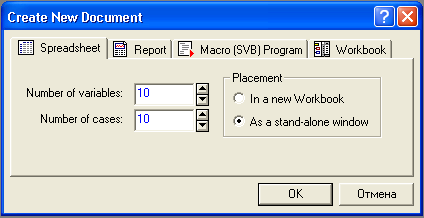 Create New Document
Spreadsheet Report Macro (SVB) Program Workbook
Placement
Number of variables: 10 In a new Workbook
Number of cases: 10 As a stand-alone window
OK Отмена